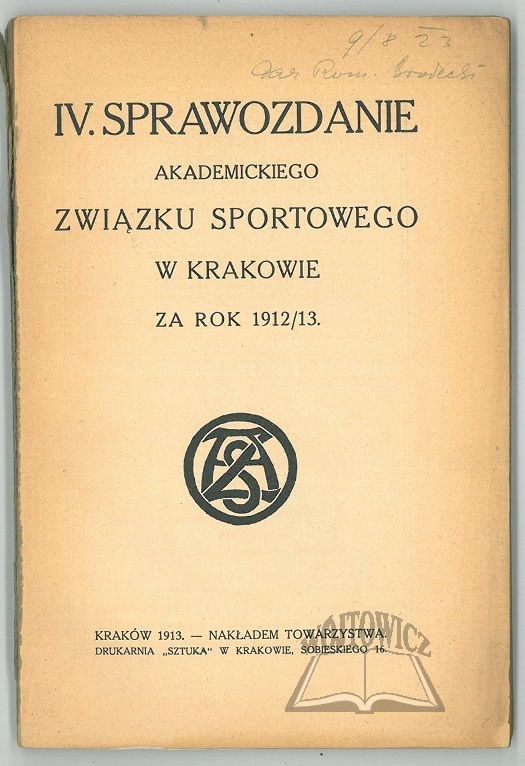 9/8 23
Dar Rom.
IV. SPRAWOZDANIE
AKADEMICKIEGO
ZWIĄZKU SPORTOWEGO
W KRAKOWIE
ZA ROK 1912/13.
AZS
KRAKÓW 1913. — NAKŁADEM TOWARZYSTWA.
DRUKARNIA „SZTUKA" W KRAKOWIE, SOBIESKIEGO 16.
WÓJTOWICZ